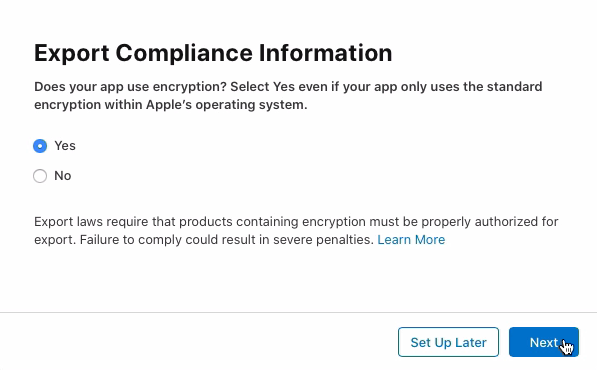 Export Compliance Information
Does your app use encryption? Select Yes even if your app only uses the standard
encryption within Apple's operating system.
Yes
No
Export laws require that products containing encryption must be properly authorized for
export. Failure to comply could result in severe penalties. Learn More
Set Up Later
Next